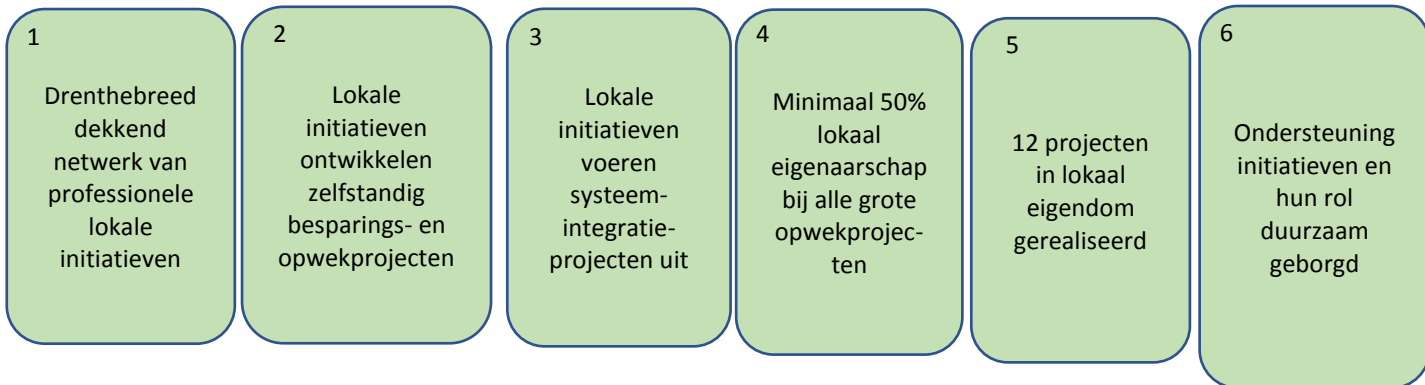 1
Drenthebreed
dekkend
netwerk van
professionele
lokale
initiatieven
2
Lokale
initiatieven
ontwikkelen
zelfstandig
besparings- en
opwekprojecten
3
Lokale
initiatieven
voeren
systeem-
integratie-
projecten uit
4
Minimaal 50%
lokaal
eigenaarschap
bij alle grote
opwekprojec-
ten
5
12 projecten
in lokaal
eigendom
gerealiseerd
6
Ondersteuning
initiatieven en
hun rol
duurzaam
geborgd